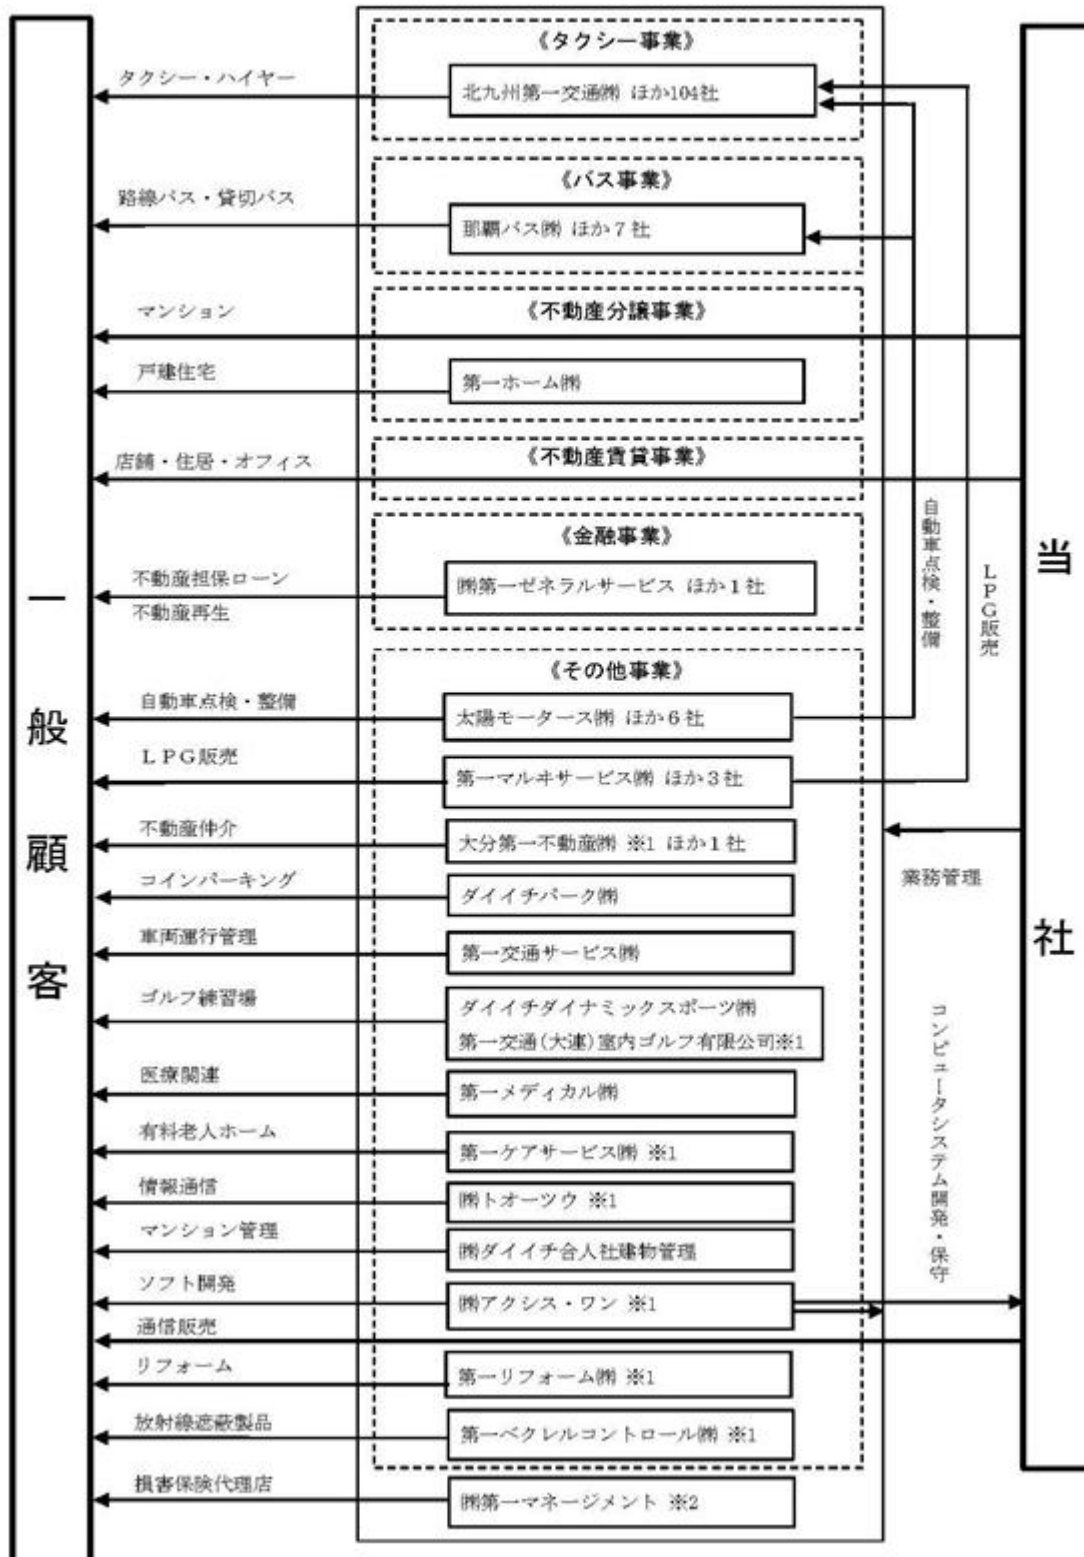 《タクシー事業》
タクシー・ハイヤー
北九州第一交通㈱ ほか104社
《バス事業》
路線バス・貸切バス
那覇バス㈱ ほか7社
《不動産分譲事業》
マンション
戸建住宅
第一ホーム㈱
《不動産賃貸事業》
店舗・住居・オフィス
《金融事業》
不動産担保ローン
不動産再生
㈱第一ゼネラルサービス ほか1社
《その他事業》
自動車点検・整備
太陽モータース㈱ ほか6社
LPG販売
第一マルヰサービス㈱ ほか3社
不動産仲介
大分第一不動産㈱ ※1 ほか1社
コインパーキング
ダイイチパーク㈱
車両運行管理
第一交通サービス㈱
ゴルフ練習場
ダイイチダイナミックスポーツ㈱
第一交通(大連)室内ゴルフ有限公司※1
医療関連
第一メディカル㈱
有料老人ホーム
第一ケアサービス㈱ ※1
情報通信
㈱トオーツウ ※1
マンション管理
㈱ダイイチ合人社建物管理
ソフト開発
㈱アクシス・ワン ※1
通信販売
リフォーム
第一リフォーム㈱ ※1
放射線遮蔽製品
第一ベクレルコントロール㈱ ※1
損害保険代理店
㈱第一マネージメント ※2
一般顧客
自動車点検・整備
LPG販売
業務管理
コンピュータシステム開発・保守
当社